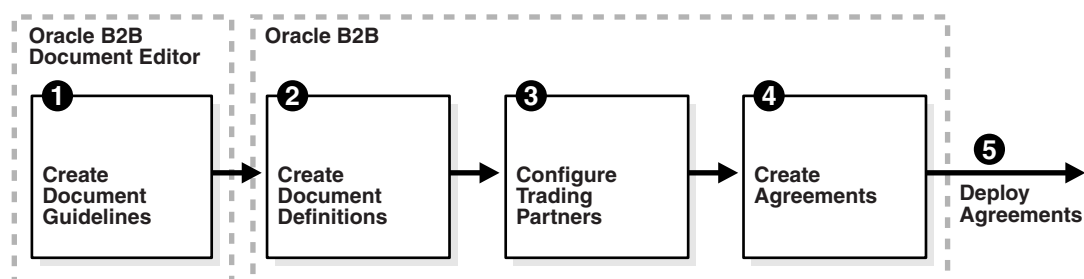 Oracle B2B
Document Editor
Oracle B2B
1
Create
Document
Guidelines
2
Create
Document
Definitions
3
Configure
Trading
Partners
4
Create
Agreements
5
Deploy
Agreements